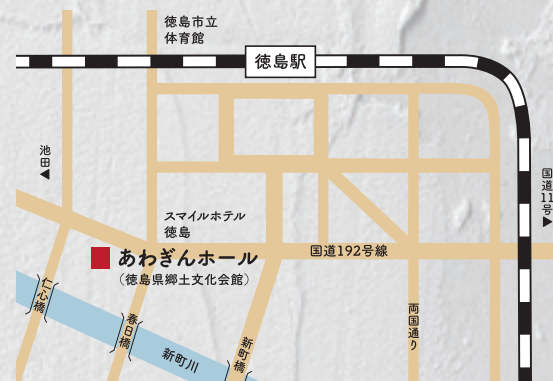 徳島市立
体育館
徳島駅
池田◀
国道11号▶
スマイルホテル
徳島
あわぎんホール
(徳島県郷土文化会館)
国道192号線
仁心橋
春日橋
新町川
新町橋
両国通り